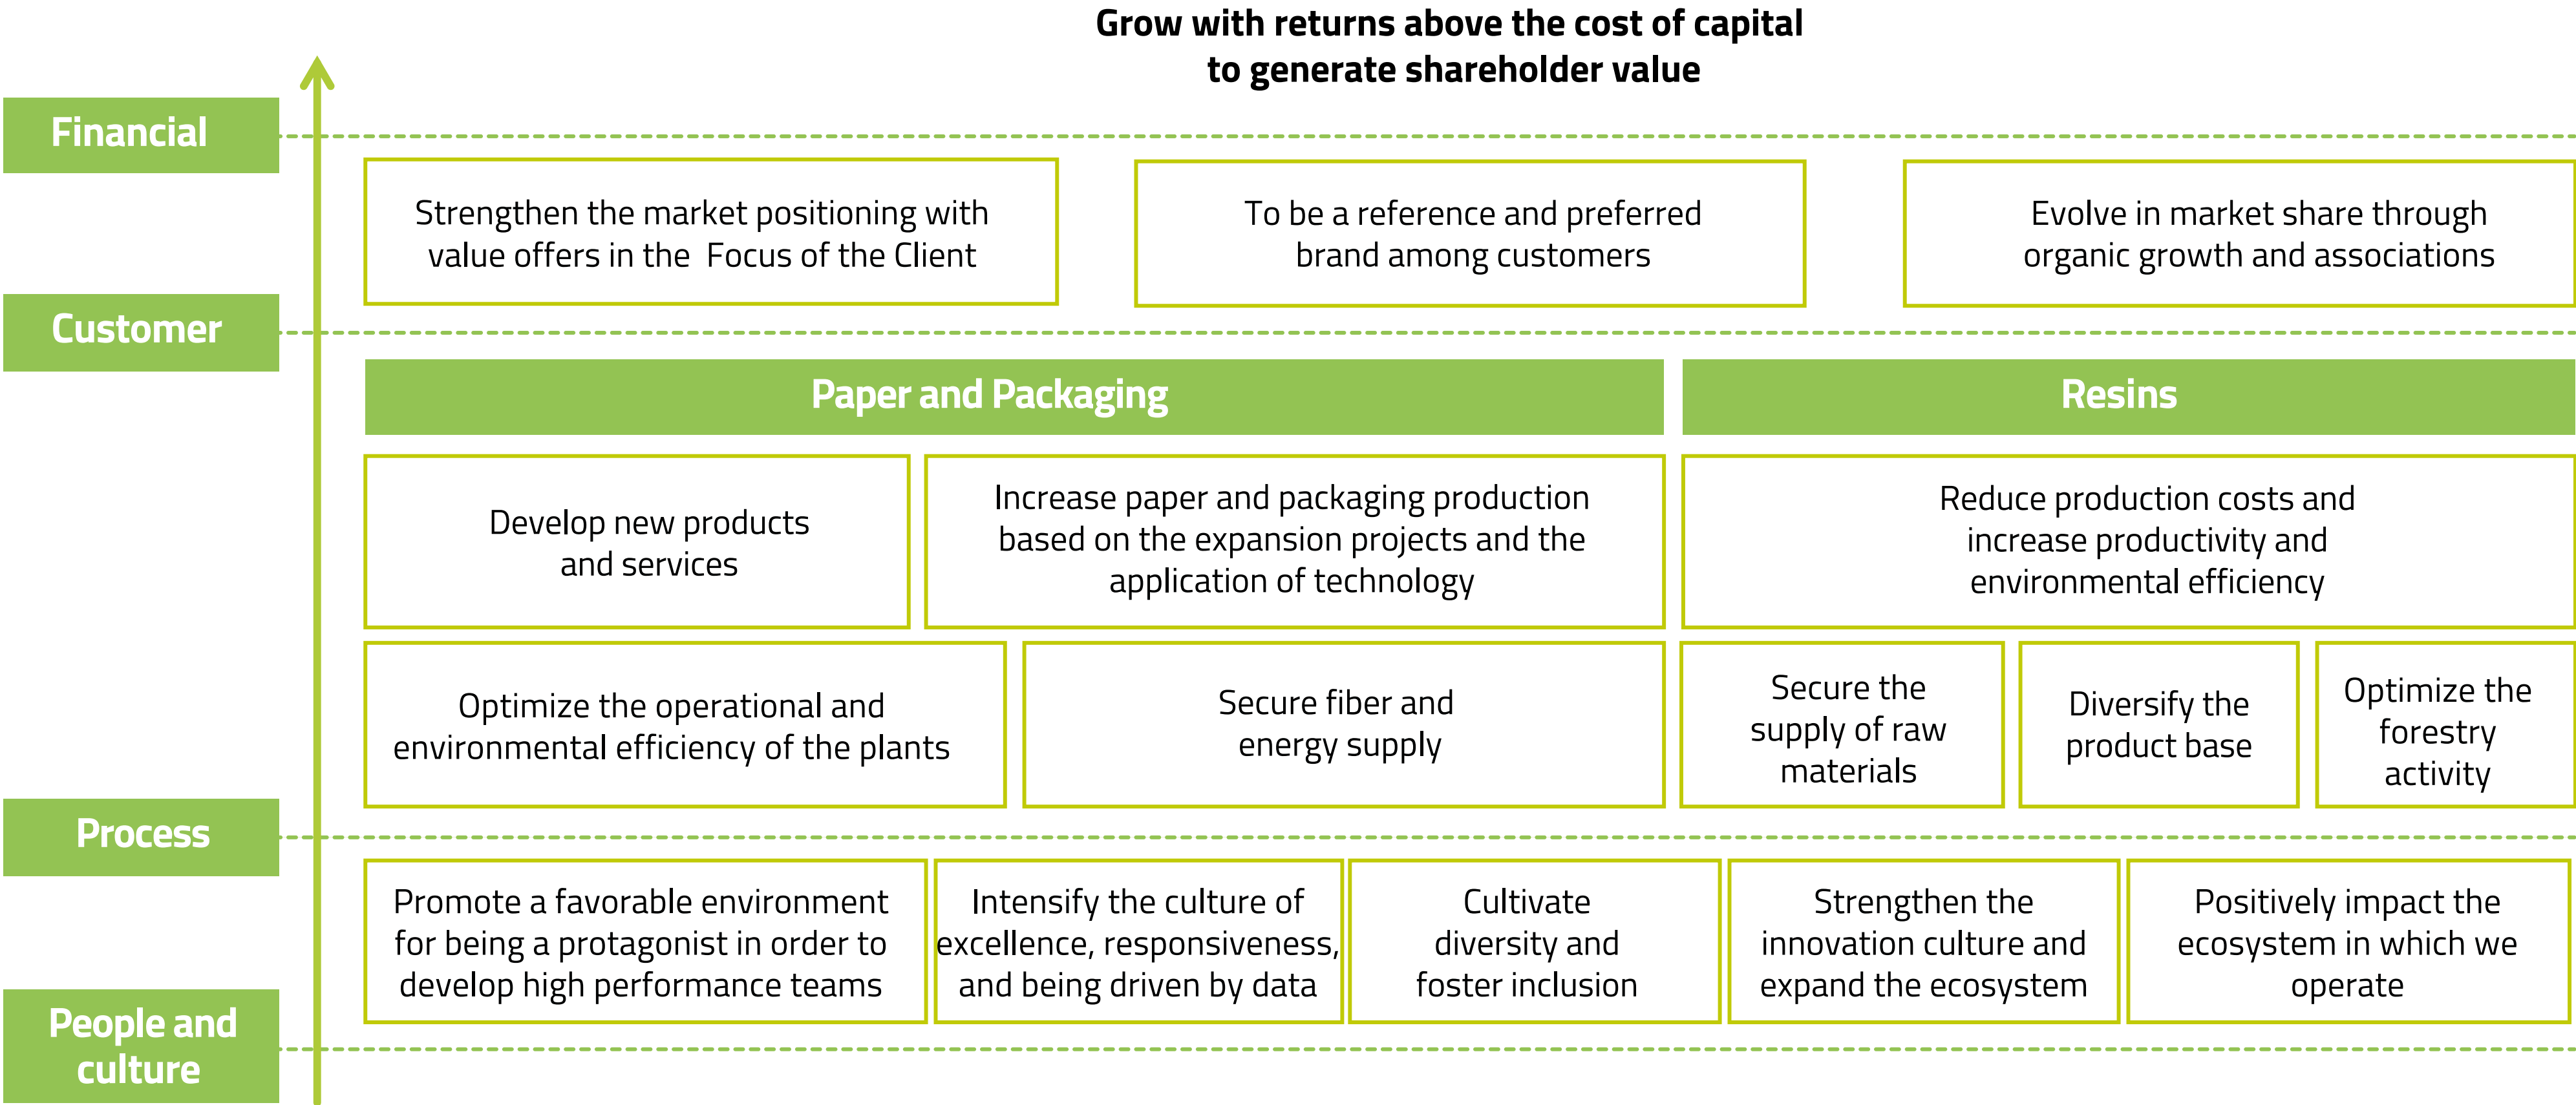 Grow with returns above the cost of capital
to generate shareholder value
Financial
Strengthen the market positioning with
value offers in the Focus of the Client
To be a reference and preferred
brand among customers
Evolve in market share through
organic growth and associations
Customer
Paper and Packaging
Resins
Develop new products
and services
Increase paper and packaging production
based on the expansion projects and the
application of technology
Reduce production costs and
increase productivity and
environmental efficiency
Optimize the operational and
environmental efficiency of the plants
Secure fiber and
energy supply
Secure the
supply of raw
materials
Diversify the
product base
Optimize the
forestry
activity
Process
Promote a favorable environment
for being a protagonist in order to
develop high performance teams
Intensify the culture of
excellence, responsiveness,
and being driven by data
Cultivate
diversity and
foster inclusion
Strengthen the
innovation culture and
expand the ecosystem
Positively impact the
ecosystem in which we
operate
People and
culture